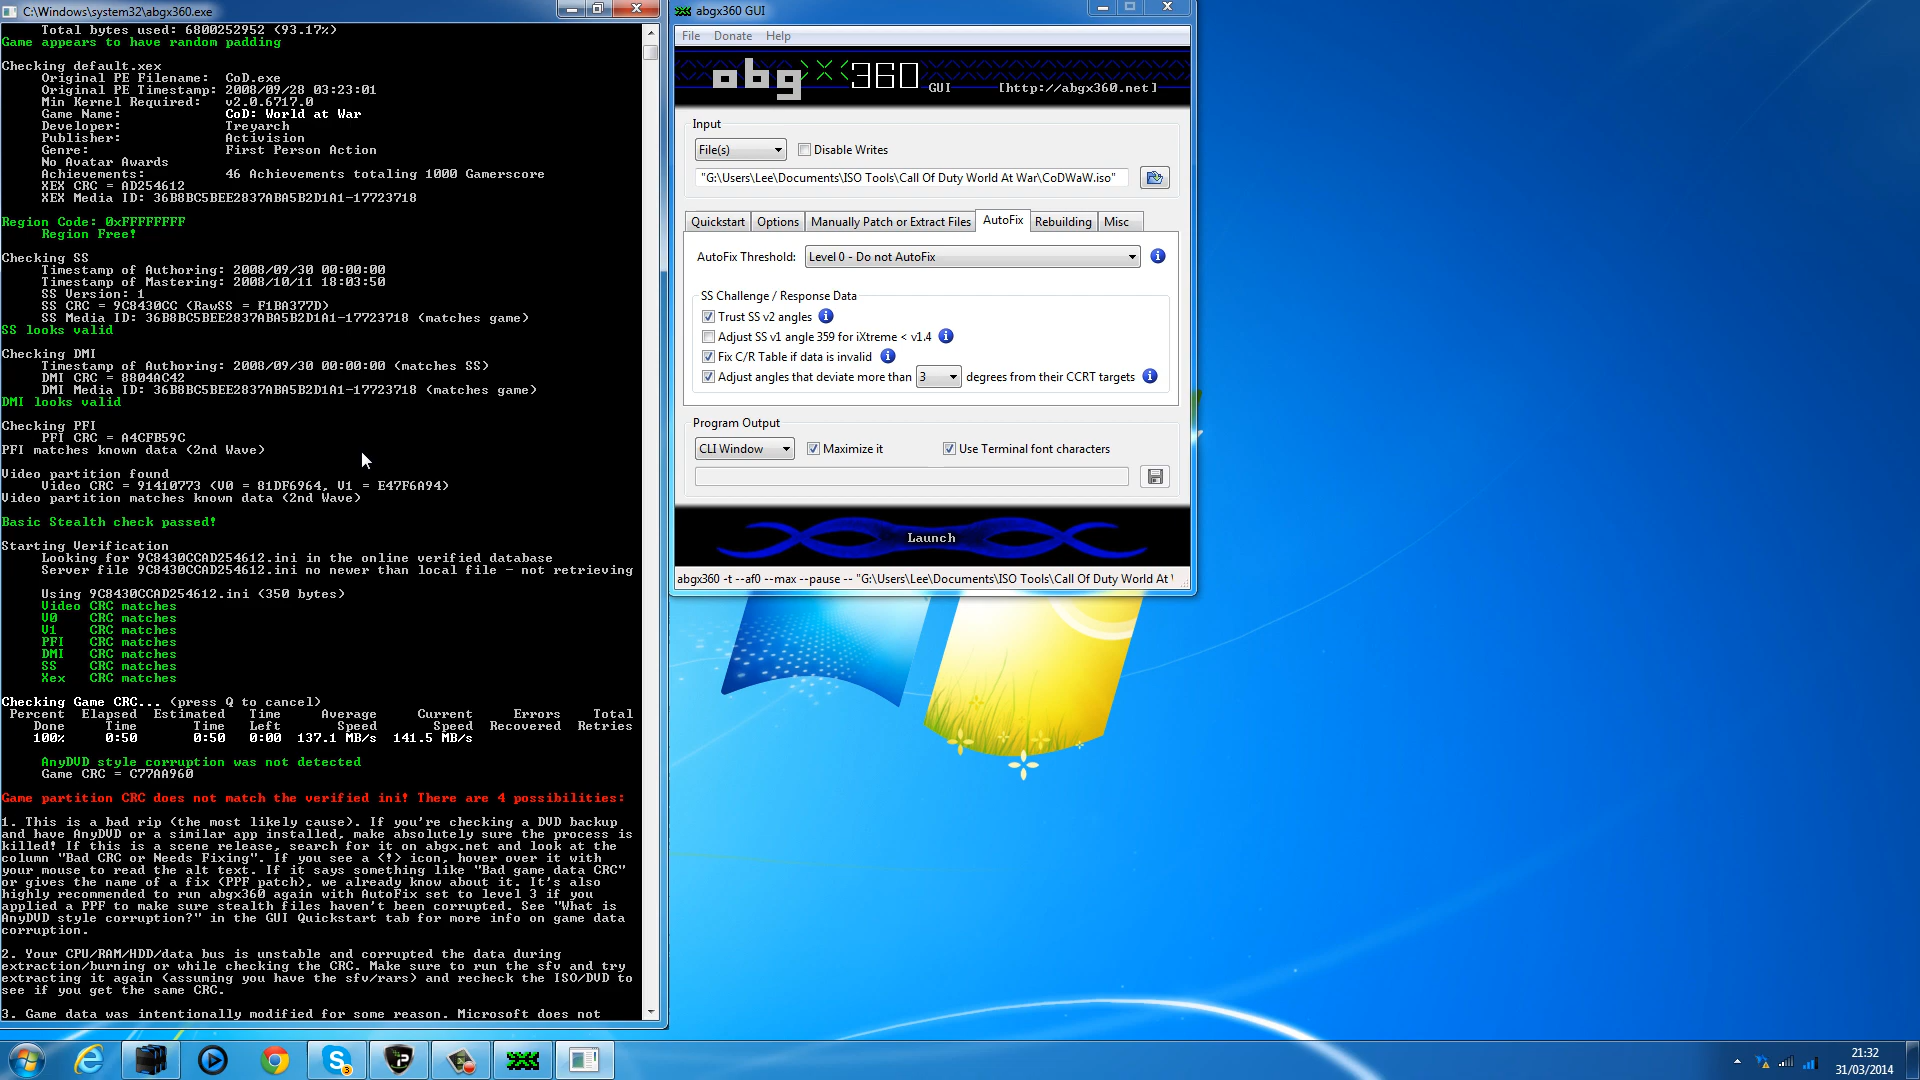 C:\Windows\system32\abgx360.exe
Total bytes used: 6800252952 (93.17%)
Game appears to have random padding
Checking default.xex
Original PE Filename: CoD.exe
Original PE Timestamp: 2008/09/28 03:23:01
Min Kernel Required: v2.0.6717.0
Game Name: CoD: World at War
Developer: Treyarch
Publisher: Activision
Genre: First Person Action
No Avatar Awards
Achievements: 46 Achievements totaling 1000 Gamerscore
XEX CRC = AD254612
XEX Media ID: 36B8BC5BEE2837ABA5B2D1A1-17723718
Region Code: 0xFFFFFFFF
Region Free!
Checking SS
Timestamp of Authoring: 2008/09/30 00:00:00
Timestamp of Mastering: 2008/10/11 18:03:50
SS Version: 1
SS CRC = 9C8430CC (RawSS = F1BA377D)
SS Media ID: 36B8BC5BEE2837ABA5B2D1A1-17723718 (matches game)
SS looks valid
Checking DMI
Timestamp of Authoring: 2008/09/30 00:00:00 (matches SS)
DMI CRC = 8804AC42
DMI Media ID: 36B8BC5BEE2837ABA5B2D1A1-17723718 (matches game)
DMI looks valid
Checking PFI
PFI CRC = A4CFB59C
PFI matches known data (2nd Wave)
Video partition found
Video CRC = 91410773 (V0 = 81DF6964, V1 = E47F6A94)
Video partition matches known data (2nd Wave)
Basic Stealth check passed!
Starting Verification
Looking for 9C8430CCAD254612.ini in the online verified database
Server file 9C8430CCAD254612.ini no newer than local file - not retrieving
Using 9C8430CCAD254612.ini (350 bytes)
Video CRC matches
V0 CRC matches
V1 CRC matches
PFI CRC matches
DMI CRC matches
SS CRC matches
Xex CRC matches
Checking Game CRC... (press Q to cancel)
Percent Elapsed Estimated Time Average Current Errors Total
Done Time Time Left Speed Speed Recovered Retries
100% 0:50 0:50 0:00 137.1 MB/s 141.5 MB/s
AnyDVD style corruption was not detected
Game CRC = C77AA960
Game partition CRC does not match the verified ini! There are 4 possibilities:
1. This is a bad rip (the most likely cause). If you're checking a DVD backup
and have AnyDVD or a similar app installed, make absolutely sure the process is
killed! If this is a scene release, search for it on abgx.net and look at the
column "Bad CRC or Needs Fixing". If you see a <!> icon, hover over it with
your mouse to read the alt text. If it says something like "Bad game data CRC"
or gives the name of a fix (PPF patch), we already know about it. It's also
highly recommended to run abgx360 again with AutoFix set to level 3 if you
applied a PPF to make sure stealth files haven't been corrupted. See "What is
AnyDVD style corruption?" in the GUI Quickstart tab for more info on game data
corruption.
2. Your CPU/RAM/HDD/data bus is unstable and corrupted the data during
extraction/burning or while checking the CRC. Make sure to run the sfv and try
extracting it again (assuming you have the sfv/rars) and recheck the ISO/DVD to
see if you get the same CRC.
3. Game data was intentionally modified for some reason. Microsoft does not
abgx360 GUI
File Donate Help
abgx360 GUI [http://abgx360.net]
Input
File(s) Disable Writes
"G:\Users\Lee\Documents\ISO Tools\Call Of Duty World At War\CoDWaW.iso"
Quickstart Options Manually Patch or Extract Files AutoFix Rebuilding Misc
AutoFix Threshold: Level 0 - Do not AutoFix
SS Challenge / Response Data
Trust SS v2 angles
Adjust SS v1 angle 359 for iXtreme < v1.4
Fix C/R Table if data is invalid
Adjust angles that deviate more than 3 degrees from their CCRT targets
Program Output
CLI Window Maximize it Use Terminal font characters
Launch
abgx360 -t --af0 --max --pause -- "G:\Users\Lee\Documents\ISO Tools\Call Of Duty World At
3
21:32
31/03/2014